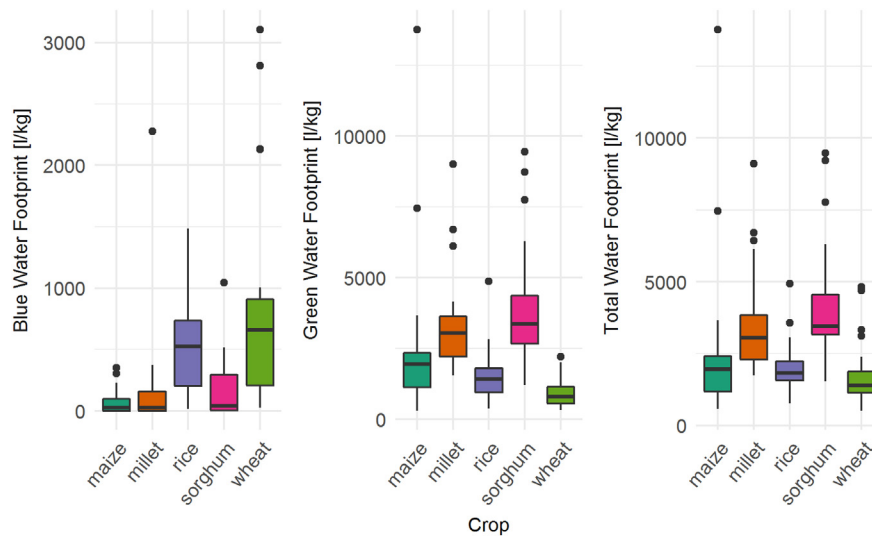 Blue Water Footprint [l/kg]
3000
2000
1000
0
maize
millet
rice
sorghum
wheat
Green Water Footprint [l/kg]
10000
5000
0
maize
millet
rice
sorghum
wheat
Crop
Total Water Footprint [l/kg]
10000
5000
0
maize
millet
rice
sorghum
wheat